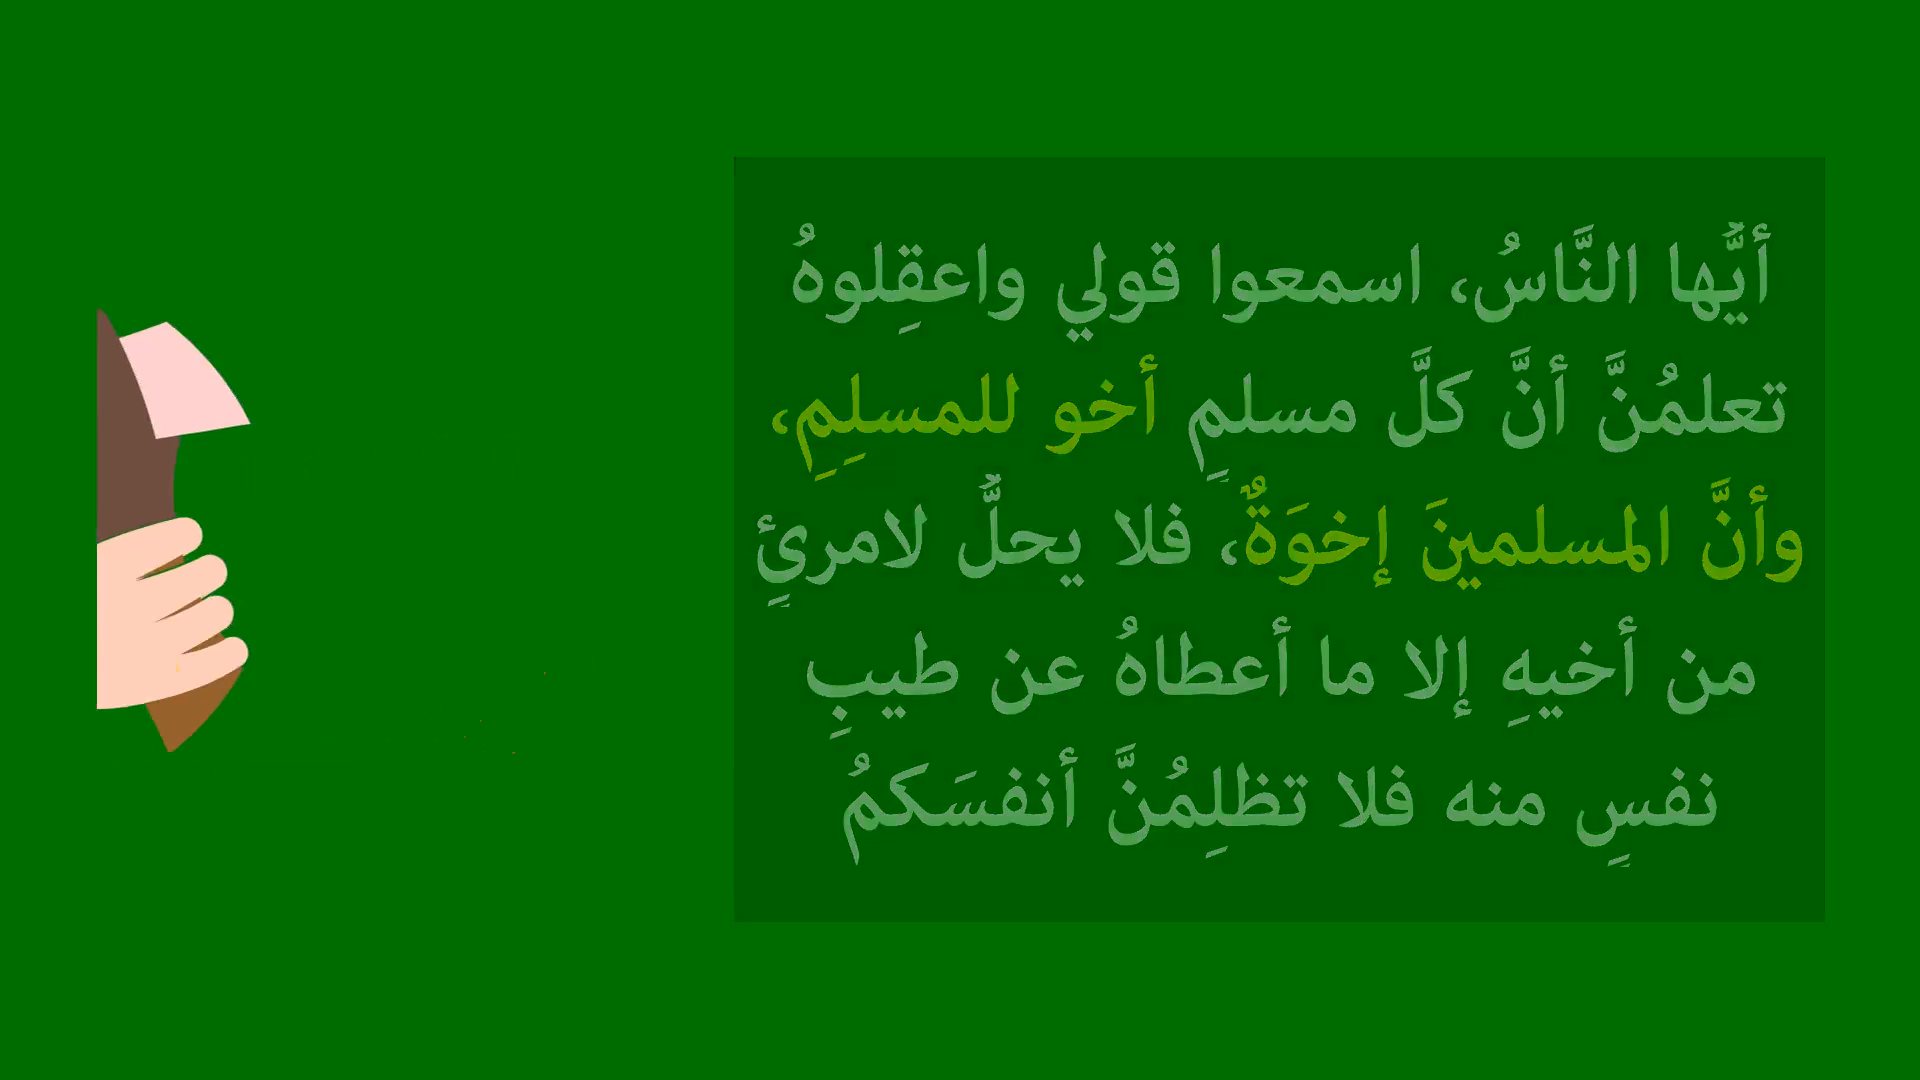 أيُّها النَّاسُ، اسمعوا قولي واعقِلوهُ
تعلمُنَّ أنَّ كلَّ مسلمِ أخو للمسلِمِ،
وأنَّ المسلمينَ إخوَةٌ، فلا يحلُّ لامرئِ
من أخيهِ إلا ما أعطاهُ عن طيبِ
نفسٍ منه فلا تظلِمُنَّ أنفسَكمُ